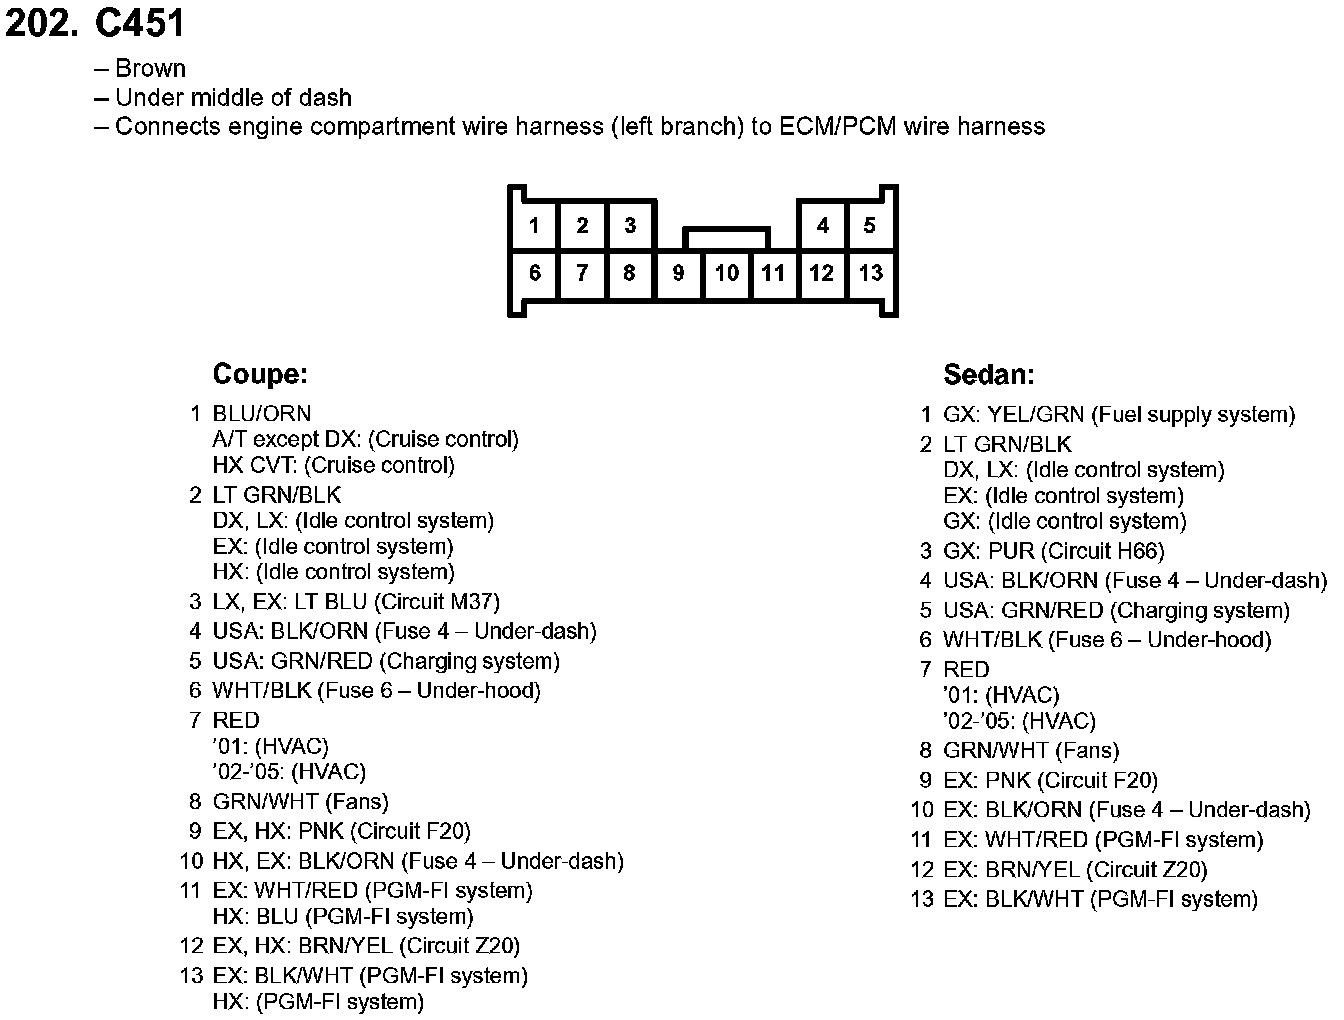 202. C451
– Brown
– Under middle of dash
– Connects engine compartment wire harness (left branch) to ECM/PCM wire harness
1 2 3 4 5
6 7 8 9 10 11 12 13
Coupe:
1 BLU/ORN
A/T except DX: (Cruise control)
HX CVT: (Cruise control)
2 LT GRN/BLK
DX, LX: (Idle control system)
EX: (Idle control system)
HX: (Idle control system)
3 LX, EX: LT BLU (Circuit M37)
4 USA: BLK/ORN (Fuse 4 – Under-dash)
5 USA: GRN/RED (Charging system)
6 WHT/BLK (Fuse 6 – Under-hood)
7 RED
’01: (HVAC)
’02-’05: (HVAC)
8 GRN/WHT (Fans)
9 EX, HX: PNK (Circuit F20)
10 HX, EX: BLK/ORN (Fuse 4 – Under-dash)
11 EX: WHT/RED (PGM-FI system)
HX: BLU (PGM-FI system)
12 EX, HX: BRN/YEL (Circuit Z20)
13 EX: BLK/WHT (PGM-FI system)
HX: (PGM-FI system)
Sedan:
1 GX: YEL/GRN (Fuel supply system)
2 LT GRN/BLK
DX, LX: (Idle control system)
EX: (Idle control system)
GX: (Idle control system)
3 GX: PUR (Circuit H66)
4 USA: BLK/ORN (Fuse 4 – Under-dash)
5 USA: GRN/RED (Charging system)
6 WHT/BLK (Fuse 6 – Under-hood)
7 RED
’01: (HVAC)
’02-’05: (HVAC)
8 GRN/WHT (Fans)
9 EX: PNK (Circuit F20)
10 EX: BLK/ORN (Fuse 4 – Under-dash)
11 EX: WHT/RED (PGM-FI system)
12 EX: BRN/YEL (Circuit Z20)
13 EX: BLK/WHT (PGM-FI system)